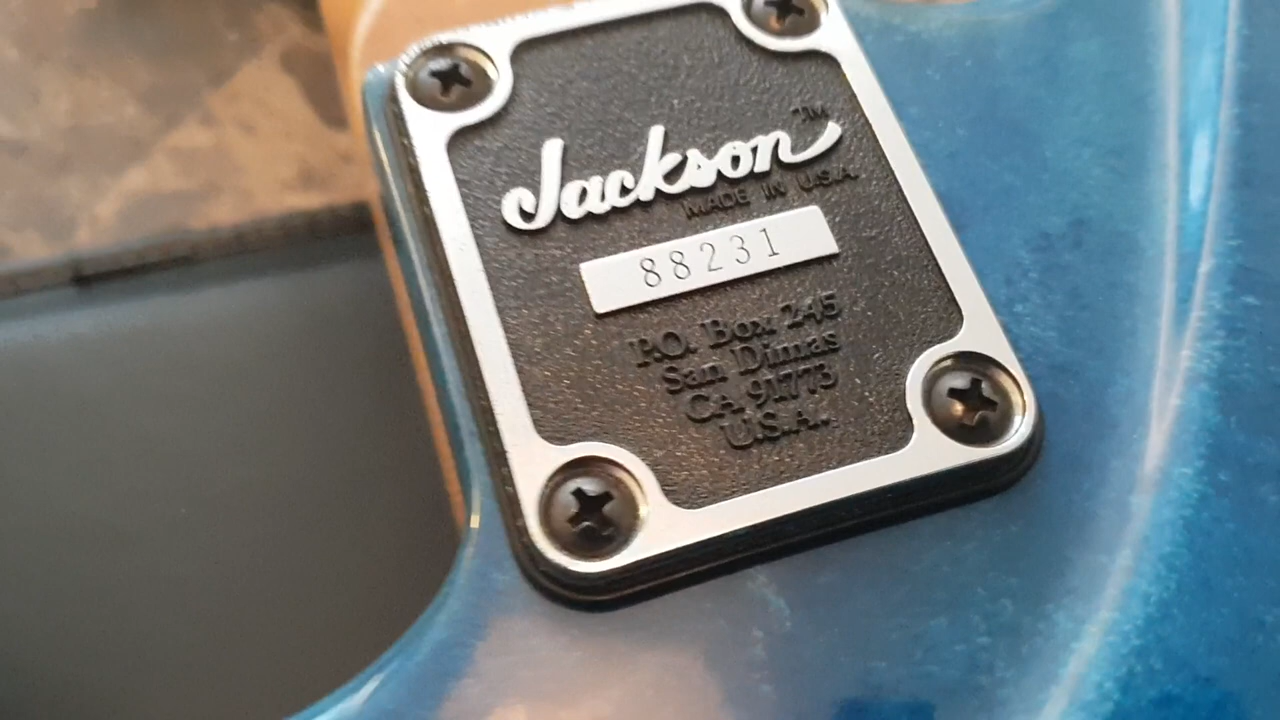 Jackson™
MADE IN U.S.A.
88231
P.O. Box 245
San Dimas
CA 91773
U.S.A.